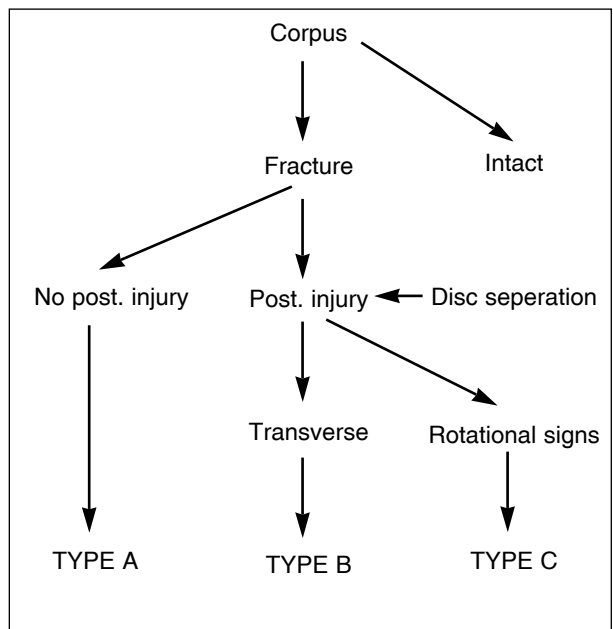 Corpus
Fracture
Intact
No post. injury
Post. injury
Disc seperation
Transverse
Rotational signs
TYPE A
TYPE B
TYPE C